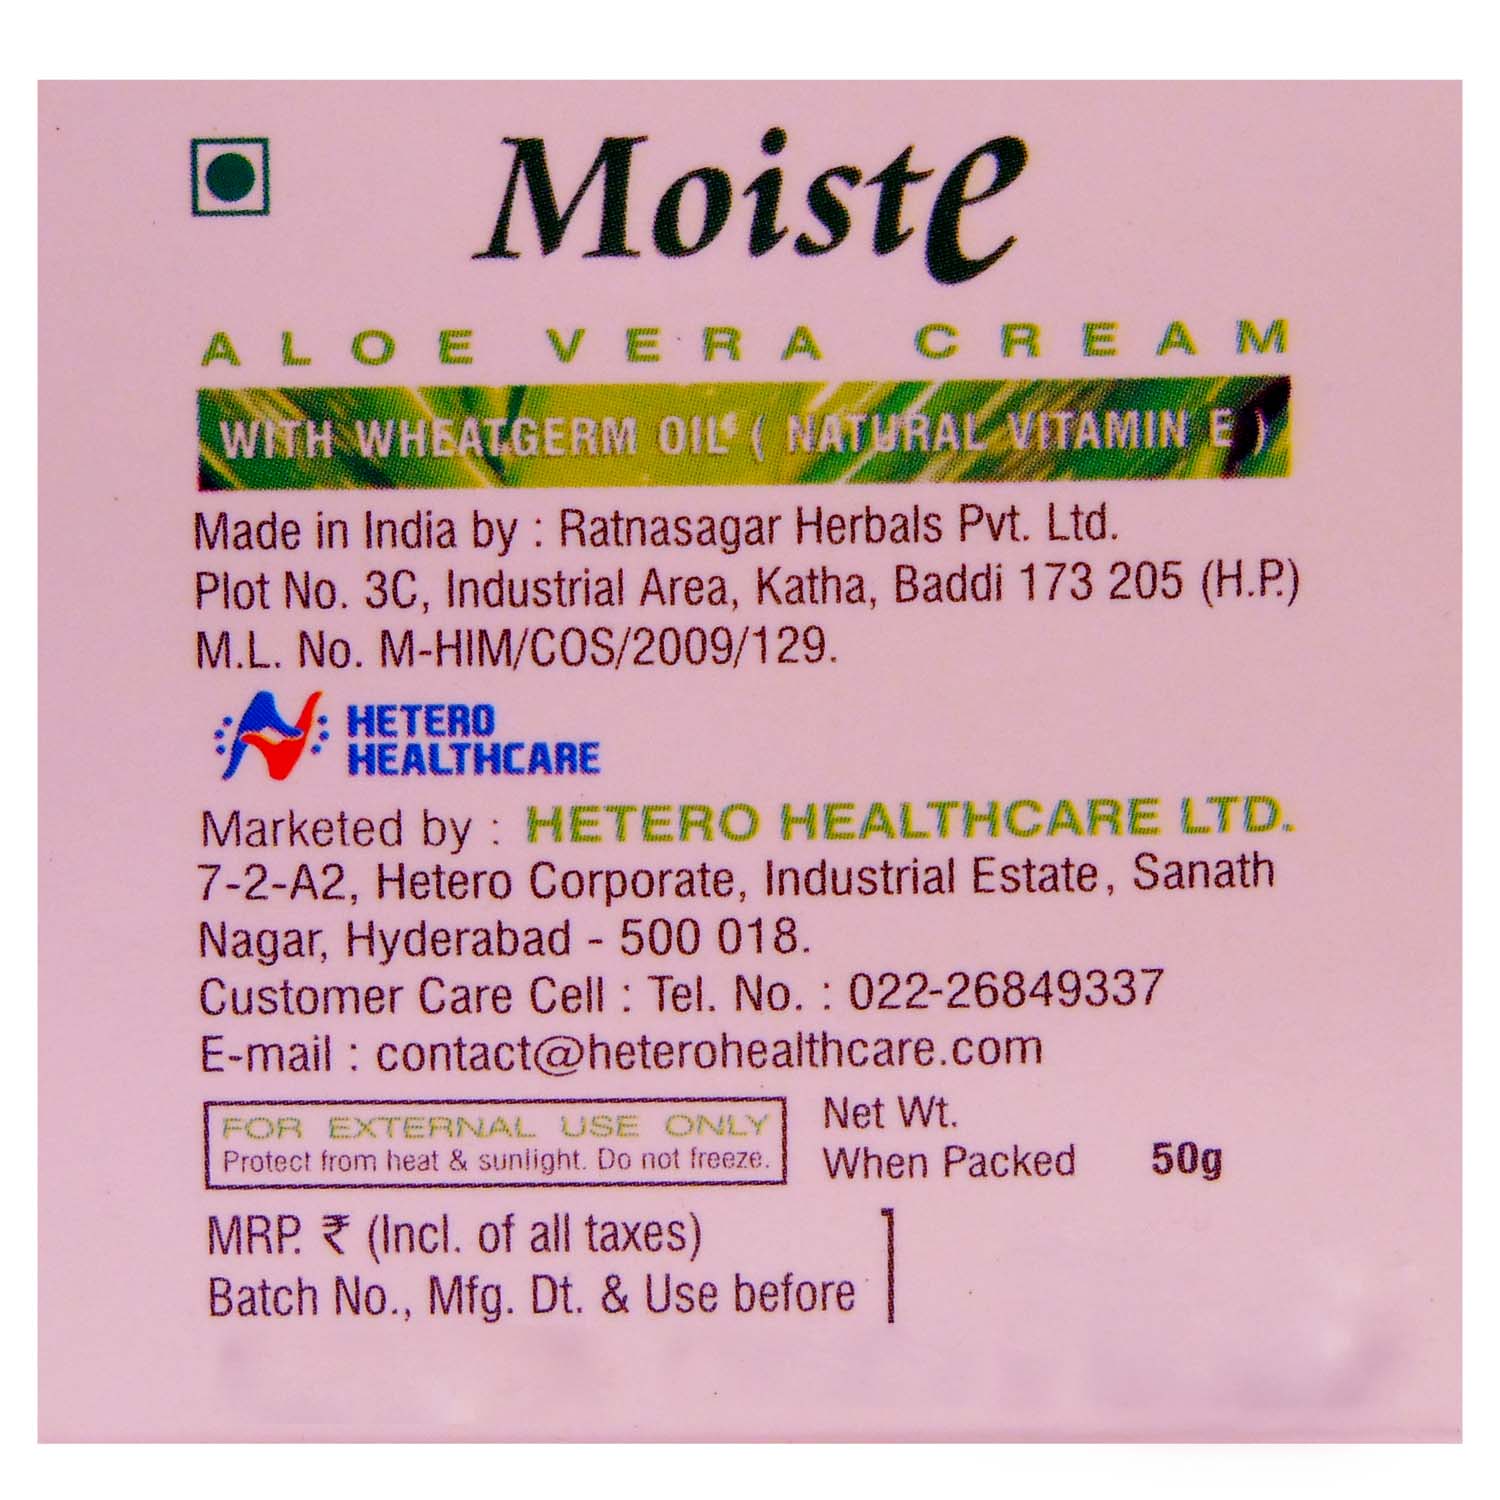 Moiste
ALOE VERA CREAM
WITH WHEATGERM OIL ( NATURAL VITAMIN E )
Made in India by : Ratnasagar Herbals Pvt. Ltd.
Plot No. 3C, Industrial Area, Katha, Baddi 173 205 (H.P.)
M.L. No. M-HIM/COS/2009/129.
HETERO
HEALTHCARE
Marketed by : HETERO HEALTHCARE LTD.
7-2-A2, Hetero Corporate, Industrial Estate, Sanath
Nagar, Hyderabad - 500 018.
Customer Care Cell : Tel. No. : 022-26849337
E-mail : contact@heterohealthcare.com
FOR EXTERNAL USE ONLY
Protect from heat & sunlight. Do not freeze.
Net Wt.
When Packed 50g
MRP. ₹ (Incl. of all taxes)
Batch No., Mfg. Dt. & Use before